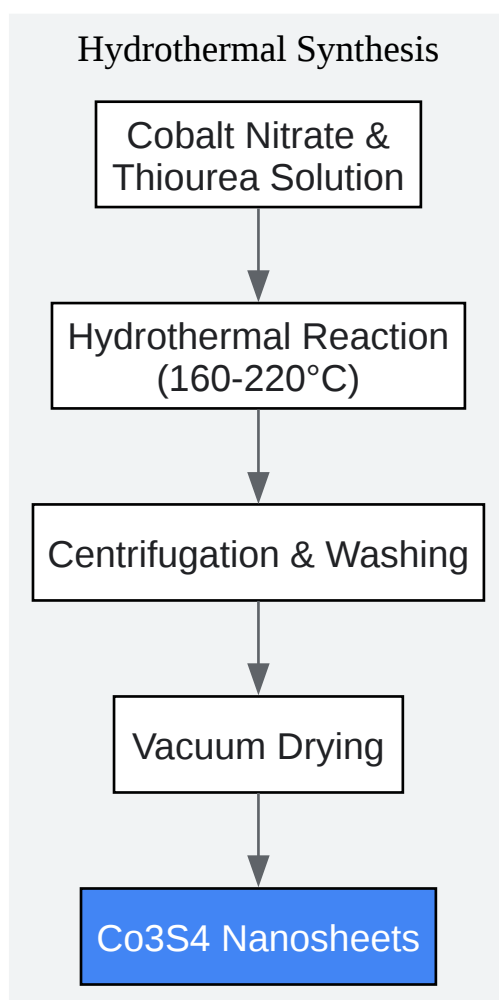 Hydrothermal Synthesis
Cobalt Nitrate &
Thiourea Solution
Hydrothermal Reaction
(160-220°C)
Centrifugation & Washing
Vacuum Drying
Co3S4 Nanosheets